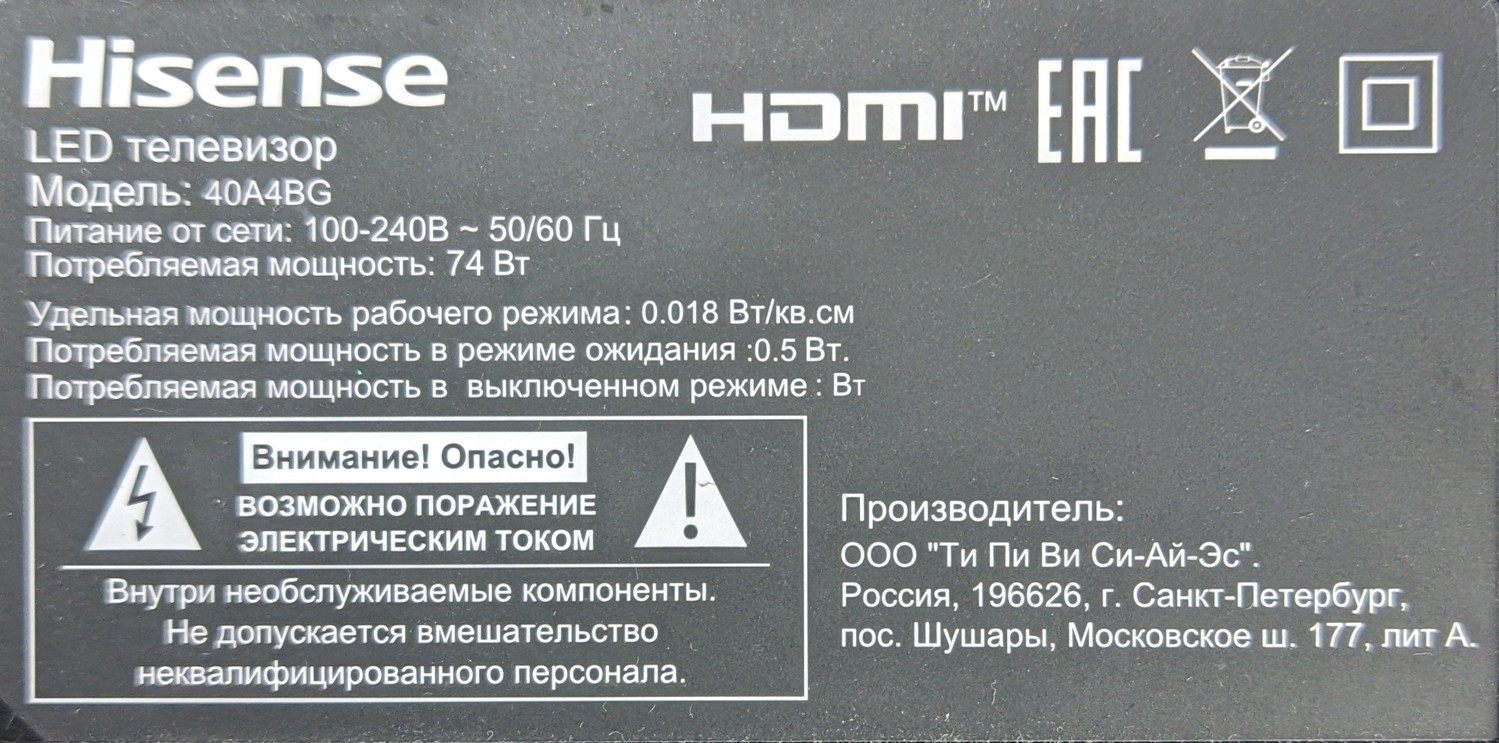 Hisense
HDMI™
EAC
LED телевизор
Модель: 40A4BG
Питание от сети: 100-240В ~ 50/60 Гц
Потребляемая мощность: 74 Вт
Удельная мощность рабочего режима: 0.018 Вт/кв.см
Потребляемая мощность в режиме ожидания :0.5 Вт.
Потребляемая мощность в выключенном режиме : Вт
Внимание! Опасно!
ВОЗМОЖНО ПОРАЖЕНИЕ
ЭЛЕКТРИЧЕСКИМ ТОКОМ
Внутри необслуживаемые компоненты.
Не допускается вмешательство
неквалифицированного персонала.
Производитель:
ООО "Ти Пи Ви Си-Ай-Эс".
Россия, 196626, г. Санкт-Петербург,
пос. Шушары, Московское ш. 177, лит А.